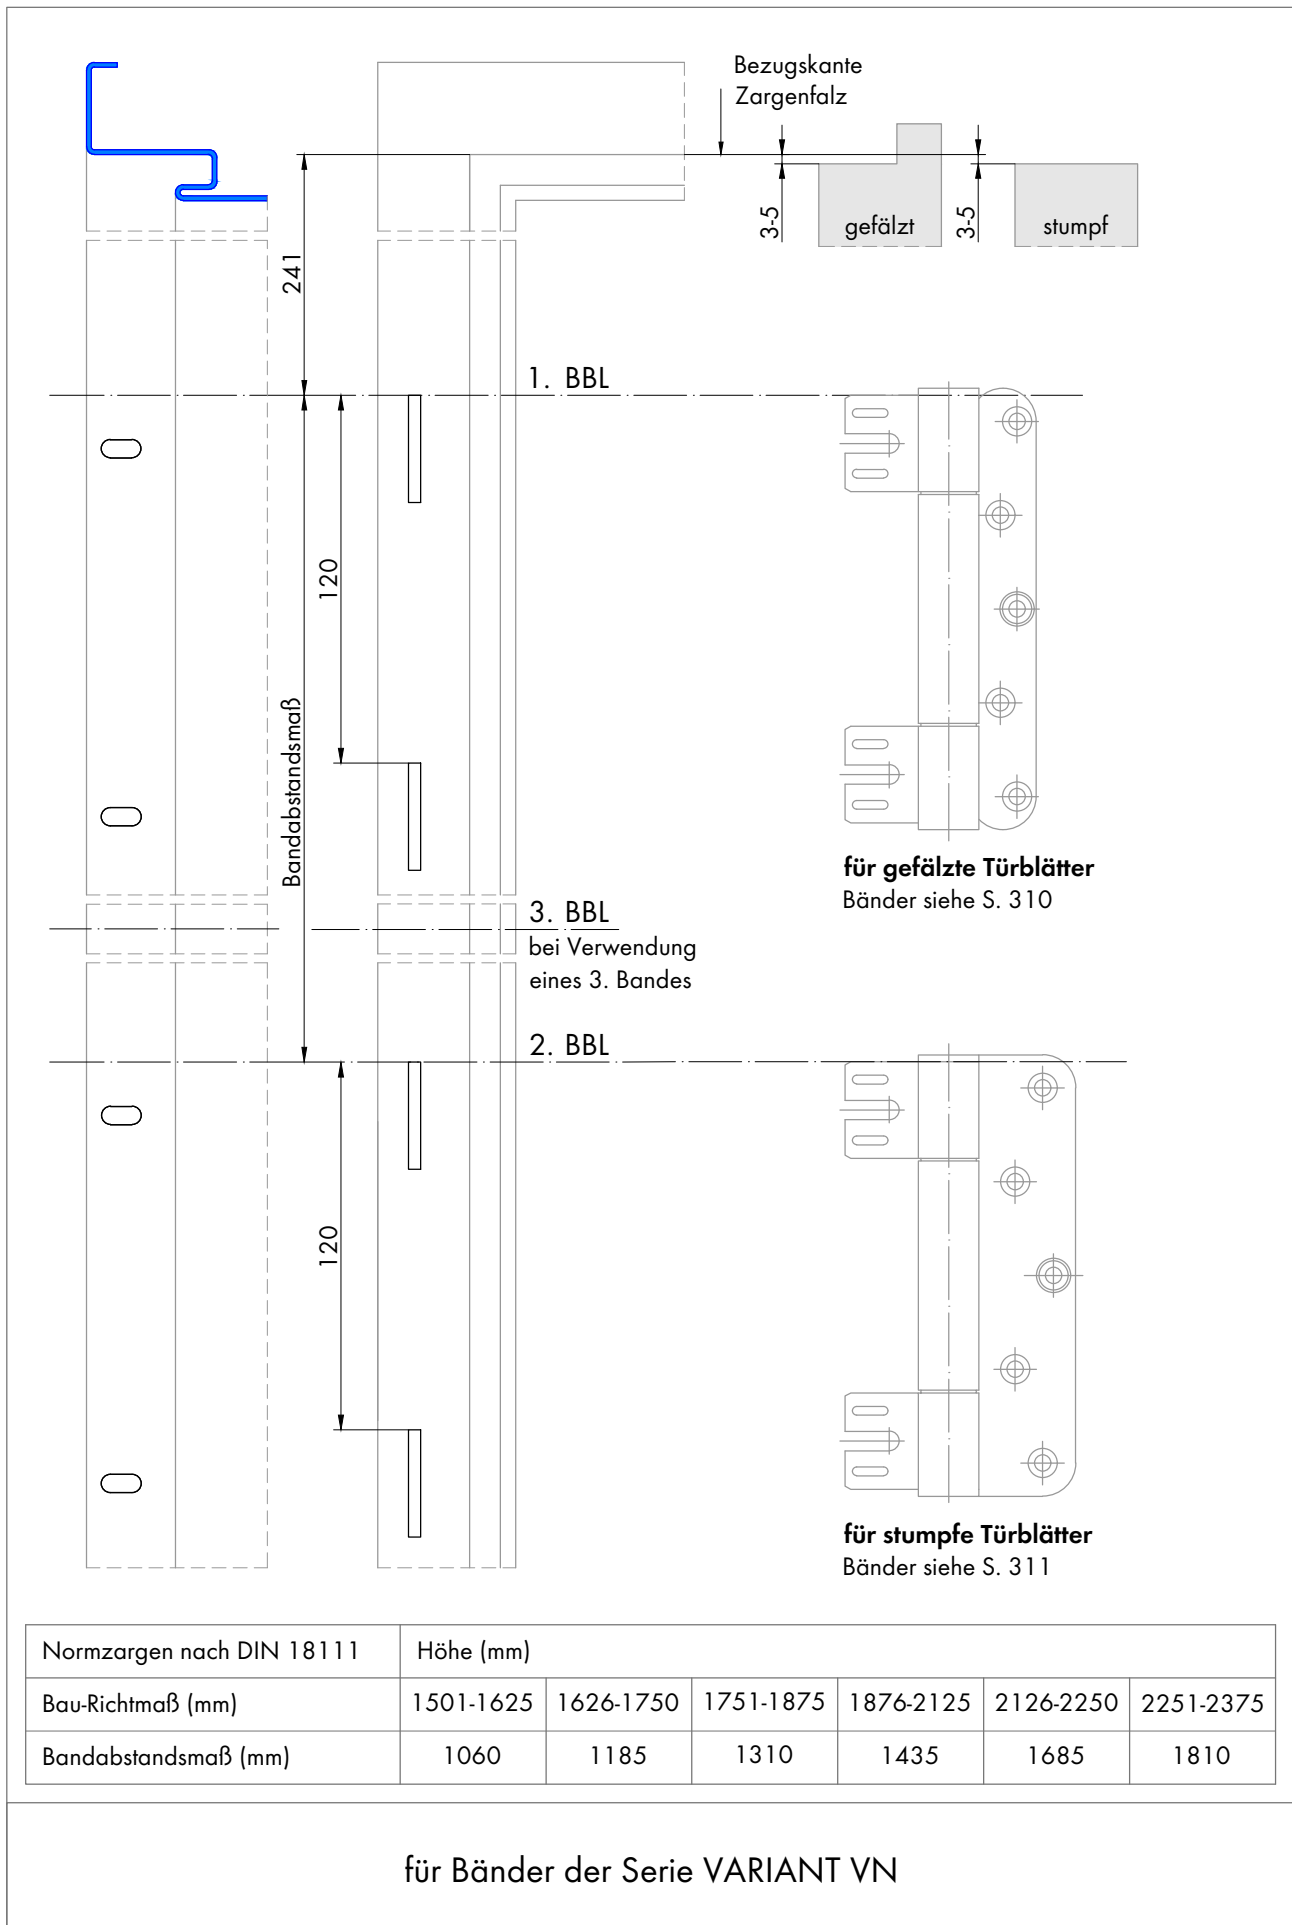 Bezugskante
Zargenfalz
3-5
gefälzt
3-5
stumpf
241
1. BBL
120
Bandabstandsmaß
für gefälzte Türblätter
Bänder siehe S. 310
3. BBL
bei Verwendung
eines 3. Bandes
2. BBL
120
für stumpfe Türblätter
Bänder siehe S. 311
Normzargen nach DIN 18111 Höhe (mm)
Bau-Richtmaß (mm) 1501-1625 1626-1750 1751-1875 1876-2125 2126-2250 2251-2375
Bandabstandsmaß (mm) 1060 1185 1310 1435 1685 1810
für Bänder der Serie VARIANT VN